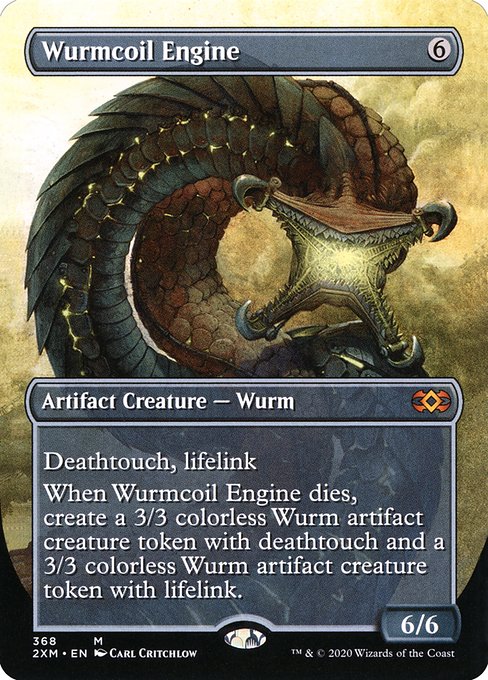 Wurmcoil Engine 6
Artifact Creature — Wurm
Deathtouch, lifelink
When Wurmcoil Engine dies,
create a 3/3 colorless Wurm artifact
creature token with deathtouch and a
3/3 colorless Wurm artifact creature
token with lifelink.
6/6
368 M
2XM • EN Carl Critchlow
™ & © 2020 Wizards of the Coast